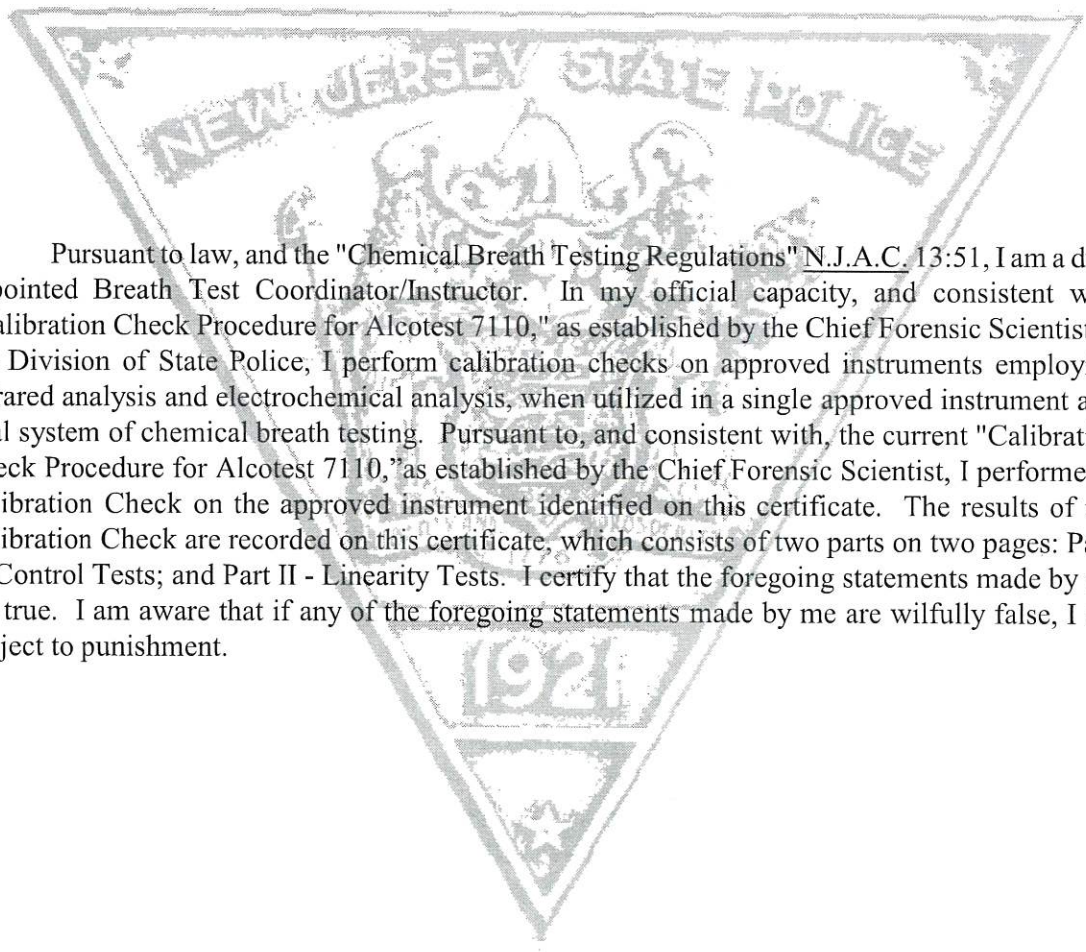 NEW JERSEY STATE POLICE
Pursuant to law, and the "Chemical Breath Testing Regulations" N.J.A.C. 13:51, I am a d
pointed Breath Test Coordinator/Instructor. In my official capacity, and consistent w
alibration Check Procedure for Alcotest 7110," as established by the Chief Forensic Scientist
Division of State Police, I perform calibration checks on approved instruments employ
rared analysis and electrochemical analysis, when utilized in a single approved instrument a
al system of chemical breath testing. Pursuant to, and consistent with, the current "Calibrati
eck Procedure for Alcotest 7110,” as established by the Chief Forensic Scientist, I performe
libration Check on the approved instrument identified on this certificate. The results of
libration Check are recorded on this certificate, which consists of two parts on two pages: Pa
Control Tests; and Part II - Linearity Tests. I certify that the foregoing statements made by
true. I am aware that if any of the foregoing statements made by me are wilfully false, I
ject to punishment.
1921